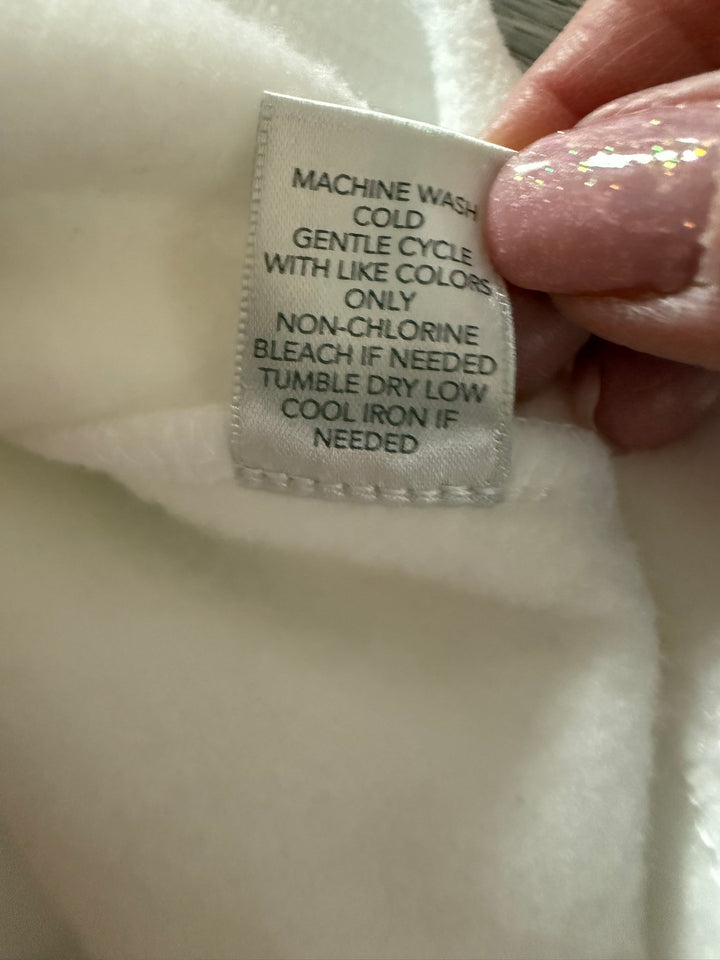 MACHINE WASH
COLD
GENTLE CYCLE
WITH LIKE COLORS
ONLY
NON-CHLORINE
BLEACH IF NEEDED
TUMBLE DRY LOW
COOL IRON IF
NEEDED